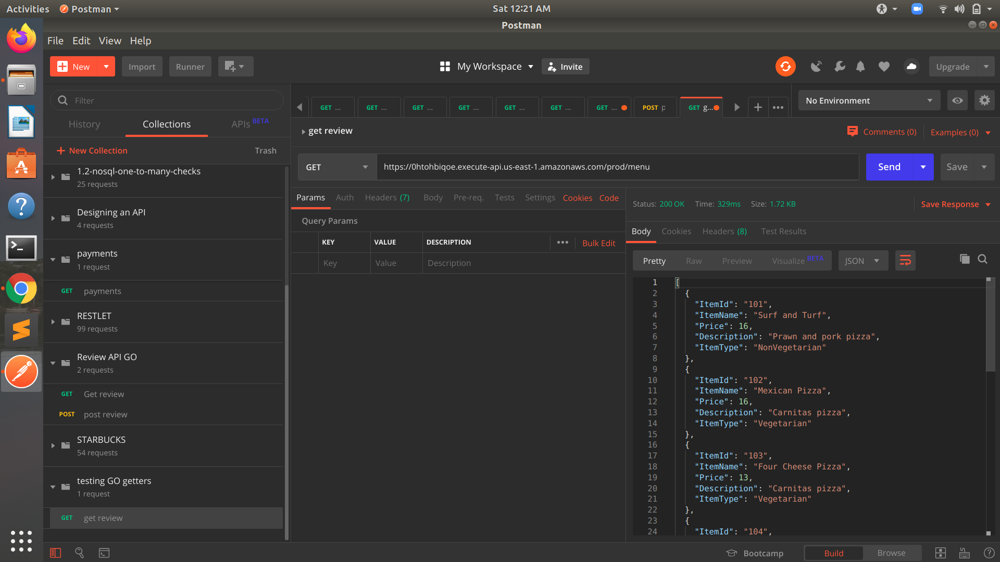 Activities
Postman
Sat 12:21 AM
Postman
File Edit View Help
New
Import
Runner
My Workspace
Invite
Upgrade
Filter
History
Collections
APIs BETA
New Collection
Trash
1.2-nosql-one-to-many-checks
25 requests
Designing an API
4 requests
payments
1 request
GET payments
RESTLET
99 requests
Review API GO
2 requests
GET Get review
POST post review
STARBUCKS
54 requests
testing GO getters
1 request
GET get review
GET ...
GET ...
GET ...
GET ...
GET ...
GET ...
GET ...
POST p
GET g...
No Environment
get review
Comments (0)
Examples (0)
GET
https://0htohbiqoe.execute-api.us-east-1.amazonaws.com/prod/menu
Send
Save
Params Auth Headers (7) Body Pre-req. Tests Settings Cookies Code
Query Params
KEY VALUE DESCRIPTION ••• Bulk Edit
Key Value Description
Status: 200 OK Time: 329ms Size: 1.72 KB
Save Response
Body Cookies Headers (8) Test Results
Pretty Raw Preview Visualize BETA JSON
1 [
2 {
3 "ItemId": "101",
4 "ItemName": "Surf and Turf",
5 "Price": 16,
6 "Description": "Prawn and pork pizza",
7 "ItemType": "NonVegetarian"
8 },
9 {
10 "ItemId": "102",
11 "ItemName": "Mexican Pizza",
12 "Price": 16,
13 "Description": "Carnitas pizza",
14 "ItemType": "Vegetarian"
15 },
16 {
17 "ItemId": "103",
18 "ItemName": "Four Cheese Pizza",
19 "Price": 13,
20 "Description": "Carnitas pizza",
21 "ItemType": "Vegetarian"
22 },
23 {
24 "ItemId": "104",
Bootcamp
Build
Browse